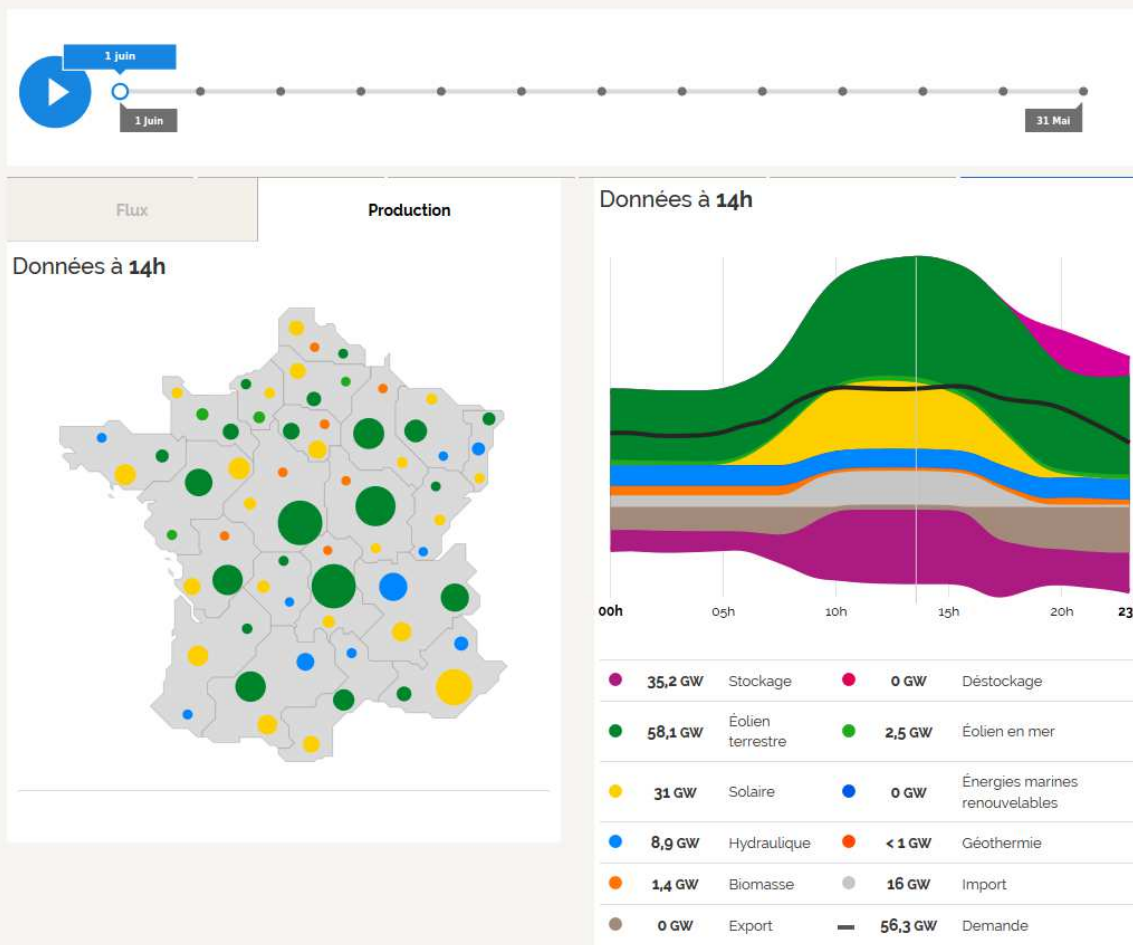 1 juin
1 Juin
31 Mai
Flux
Production
Données à 14h
Données à 14h
00h
05h
10h
15h
20h
23
35,2 GW Stockage
0 GW Déstockage
58,1 GW Éolien
terrestre
2,5 GW Éolien en mer
31 GW Solaire
0 GW Énergies marines
renouvelables
8,9 GW Hydraulique
< 1 GW Géothermie
1,4 GW Biomasse
16 GW Import
0 GW Export
56,3 GW Demande